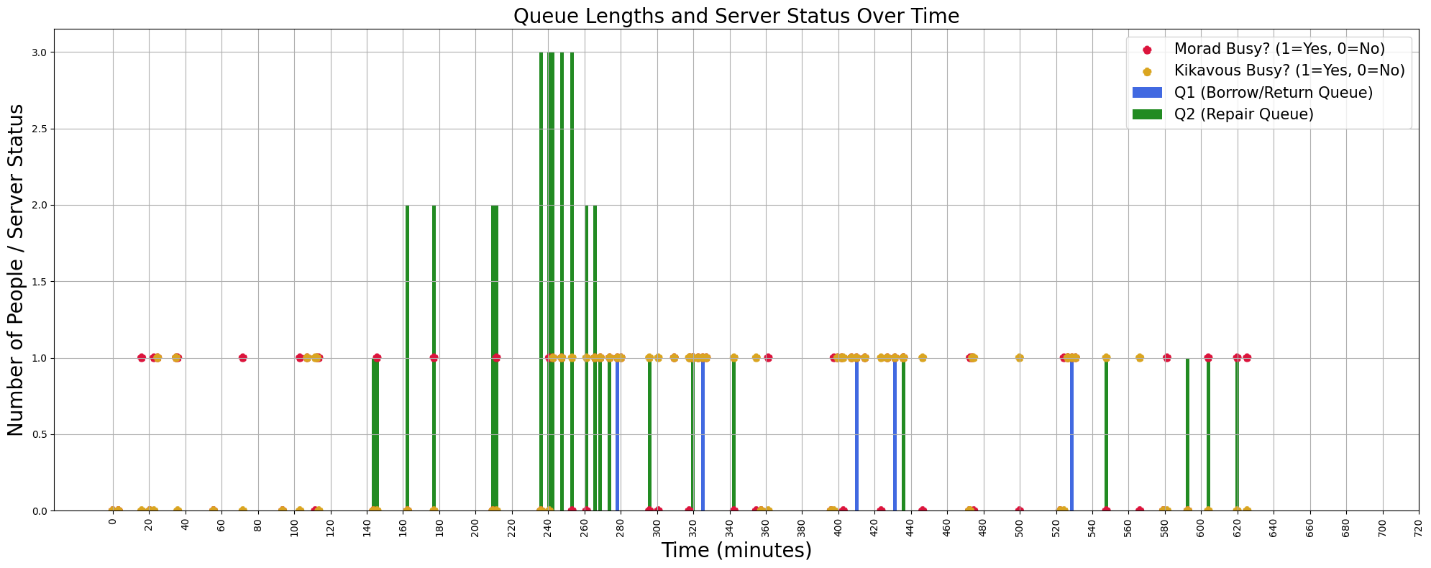 Queue Lengths and Server Status Over Time
Number of People / Server Status
3.0
2.5
2.0
1.5
1.0
0.5
0.0
Morad Busy? (1=Yes, 0=No)
Kikavous Busy? (1=Yes, 0=No)
Q1 (Borrow/Return Queue)
Q2 (Repair Queue)
0 20 40 60 80 100 120 140 160 180 200 220 240 260 280 300 320 340 360 380 400 420 440 460 480 500 520 540 560 580 600 620 640 660 680 700 720
Time (minutes)